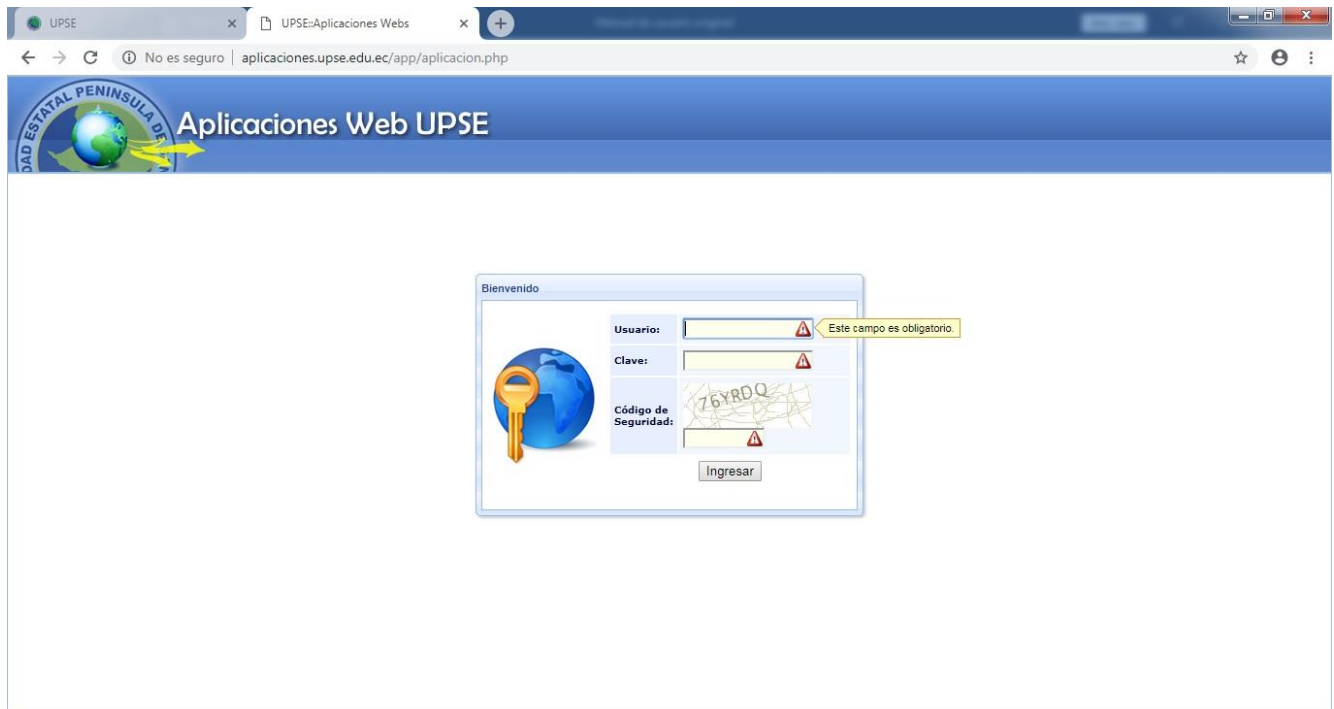 UPSE
UPSE::Aplicaciones Webs
No es seguro | aplicaciones.upse.edu.ec/app/aplicacion.php
Aplicaciones Web UPSE
Bienvenido
Usuario:
Este campo es obligatorio.
Clave:
76YRDQ
Código de
Seguridad:
Ingresar